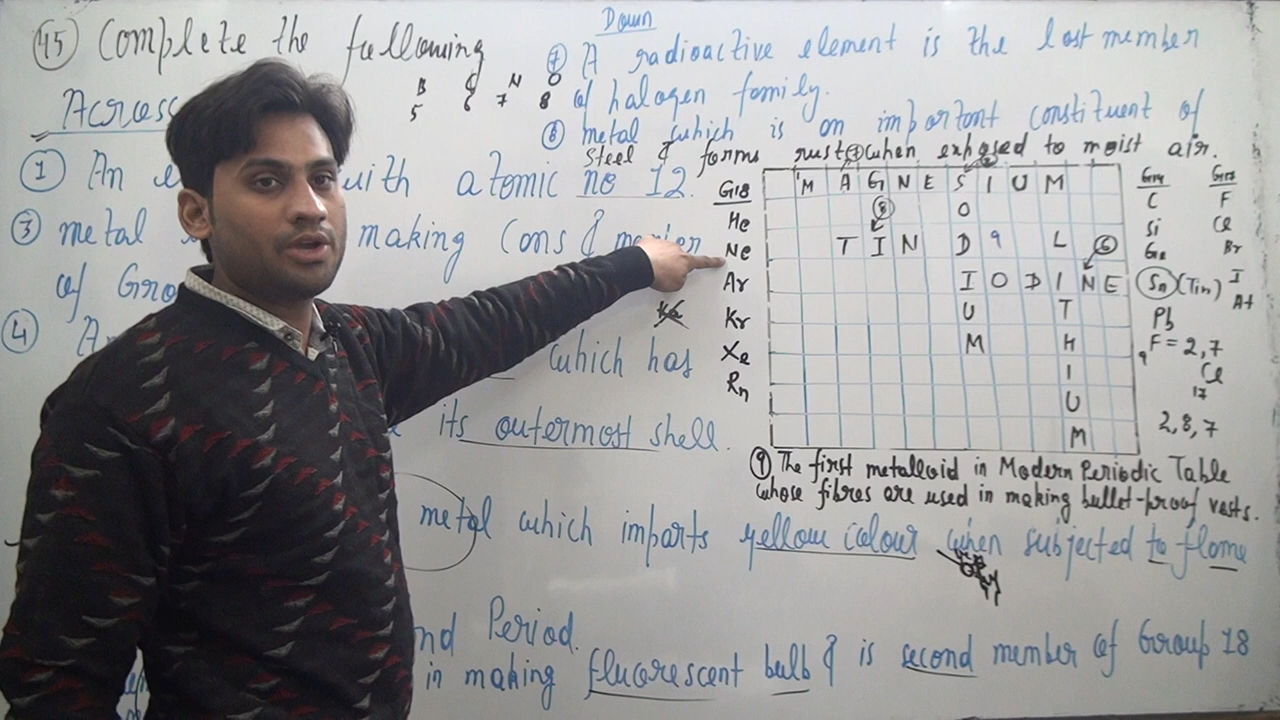 45 Complete the following
B C N O
5 6 7 8
Across
1 An with atomic no 12.
3 metal making Cans &
of Gro
4 A which has
its outermost shell.
metal which imparts yellow colour when subjected to flame
nd Period.
in making fluorescent bulb & is second member of Group 18
Down
7 A radioactive element is the last member
of halogen family.
8 metal which is an important constituent of
Steel & forms rust when exposed to moist air.
G18
He
Ne
Ar
Kr
Xe
Rn
M A G N E S I U M
8 O
T I N D 9 L 6
I O D I N E
U T
M H
I
U
M
G14
C
Si
Ge
Sn (Tin)
Pb
G17
F
Cl
Br
I
At
9 F = 2,7
Cl
17
2,8,7
9 The first metalloid in Modern Periodic Table
whose fibres are used in making bullet-proof vests.